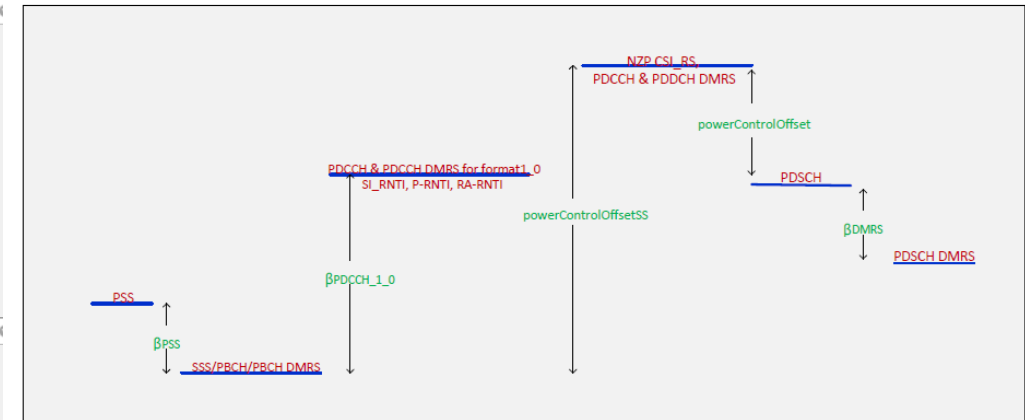 NZP CSI_RS,
PDCCH & PDDCH DMRS
powerControlOffset
PDCCH & PDCCH DMRS for format1_0
SI_RNTI, P-RNTI, RA-RNTI
PDSCH
powerControlOffsetSS
βDMRS
PDSCH DMRS
βPDCCH_1_0
PSS
βPSS
SSS/PBCH/PBCH DMRS